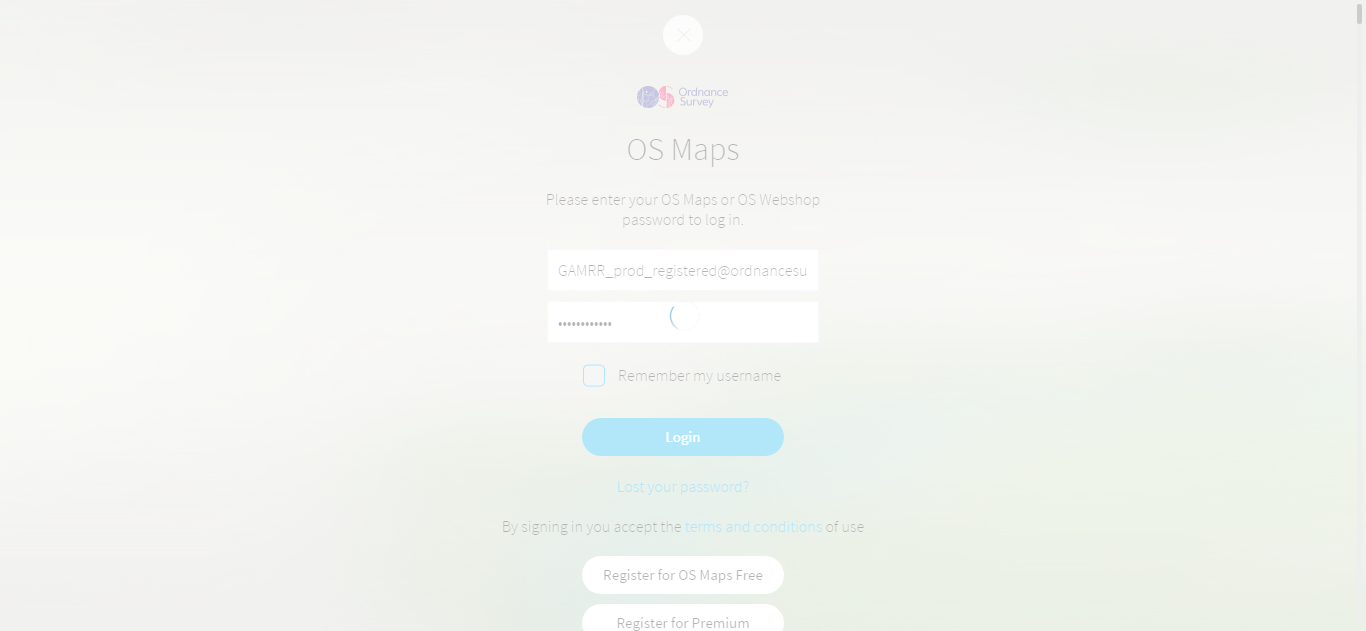 Ordnance
Survey
OS Maps
Please enter your OS Maps or OS Webshop
password to log in.
GAMRR_prod_registered@ordnancesu
••••••••••••
Remember my username
Login
Lost your password?
By signing in you accept the terms and conditions of use
Register for OS Maps Free
Register for Premium